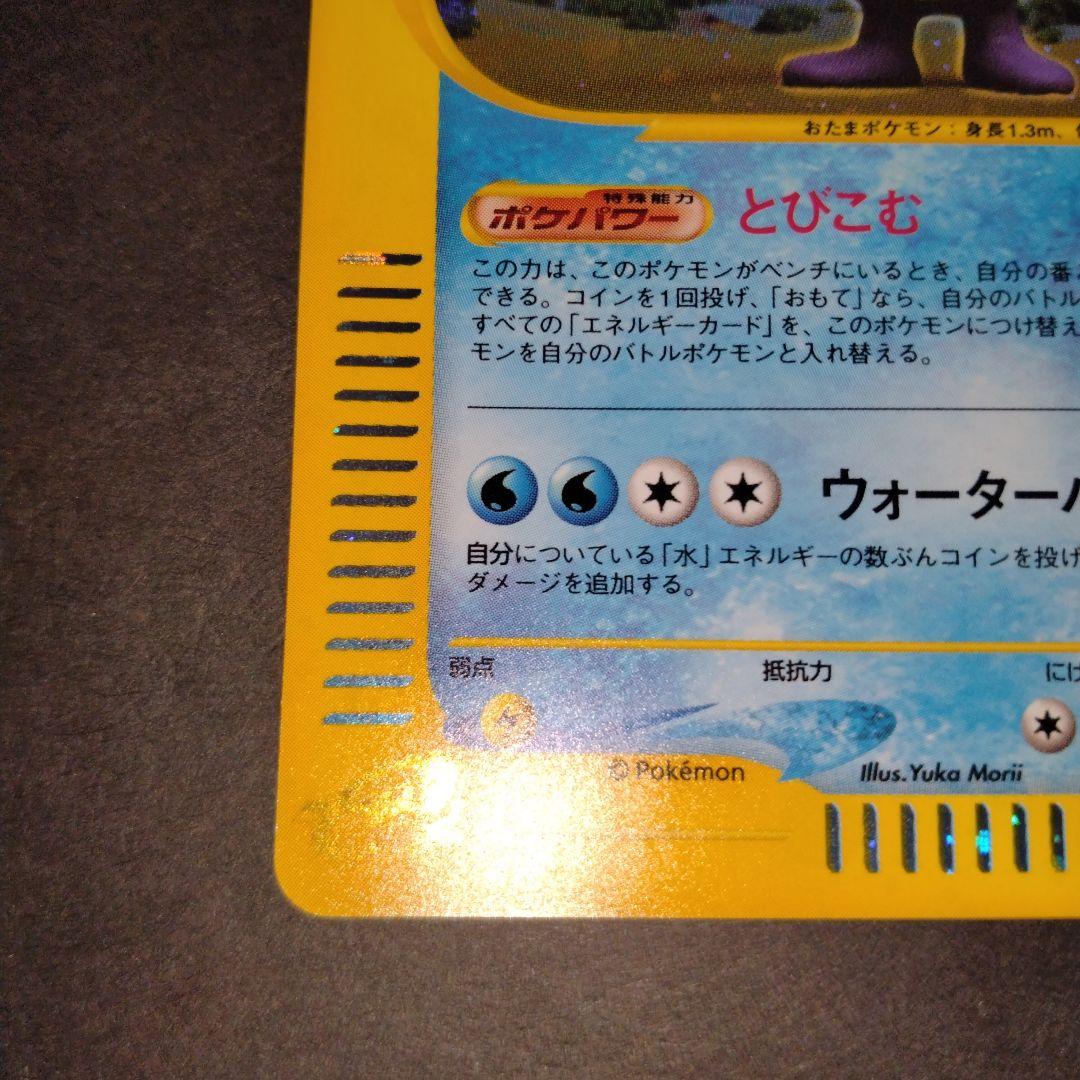 おたまポケモン：身長1.3m、
特殊能力
ポケパワー とびこむ
この力は、このポケモンがベンチにいるとき、自分の番
できる。コインを1回投げ、「おもて」なら、自分のバトル
すべての「エネルギーカード」を、このポケモンにつけ替え
モンを自分のバトルポケモンと入れ替える。
ウォーター
自分についている「水」エネルギーの数ぶんコインを投げ
ダメージを追加する。
弱点 抵抗力 にげ
© Pokémon Illus.Yuka Morii